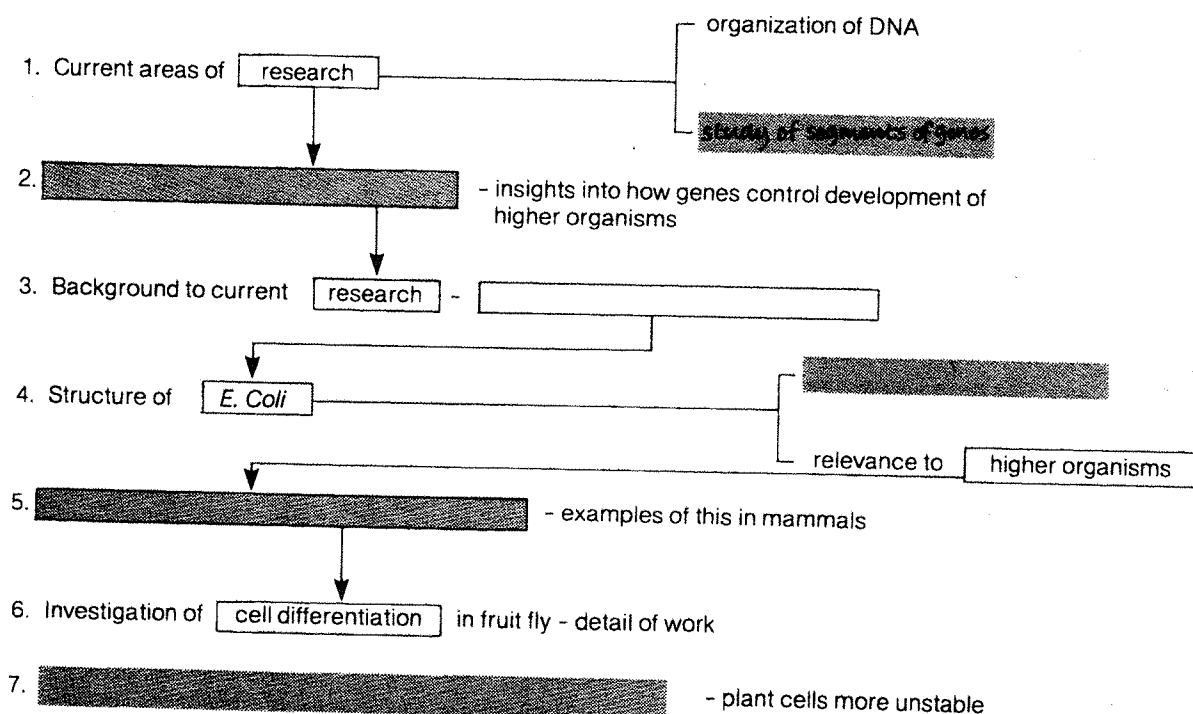 organization of DNA
1. Current areas of research
study of segments of genes
2.
- insights into how genes control development of
higher organisms
3. Background to current research -
4. Structure of E. Coli
relevance to higher organisms
5.
- examples of this in mammals
6. Investigation of cell differentiation in fruit fly - detail of work
7.
- plant cells more unstable